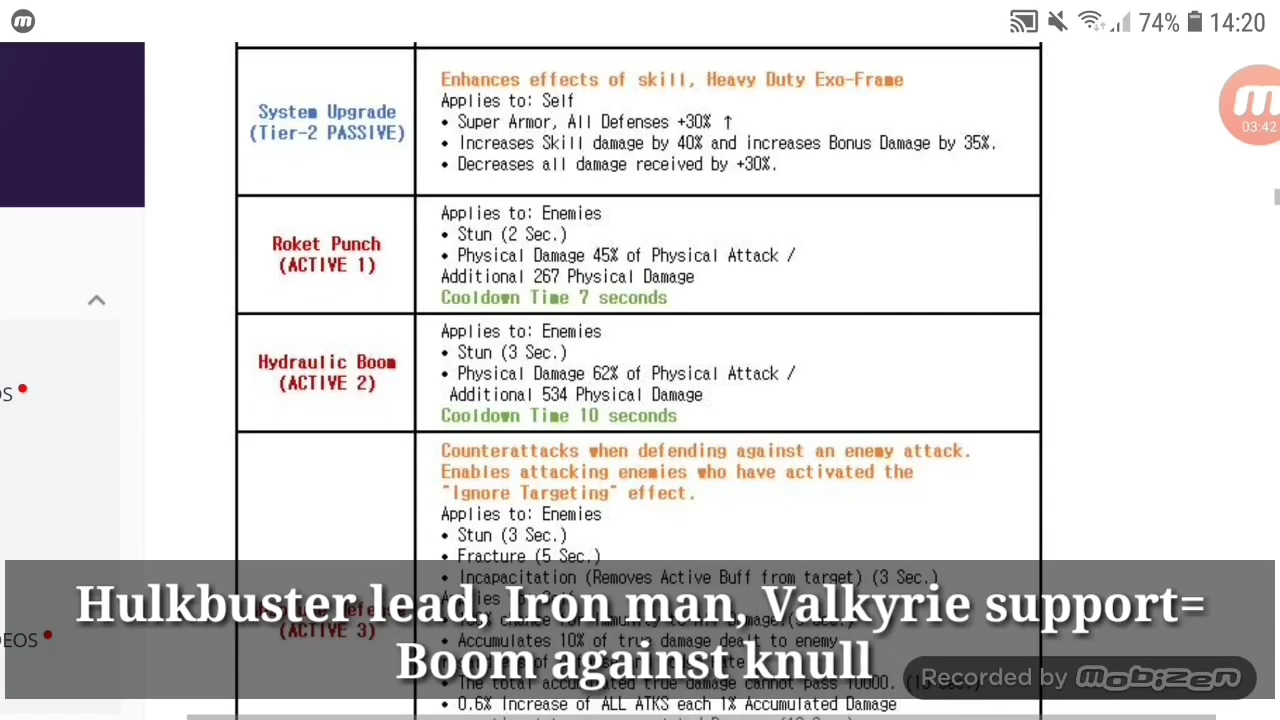 74% 14:20
03:42
System Upgrade
(Tier-2 PASSIVE)
Enhances effects of skill, Heavy Duty Exo-Frame
Applies to: Self
• Super Armor, All Defenses +30% ↑
• Increases Skill damage by 40% and increases Bonus Damage by 35%.
• Decreases all damage received by +30%.
Roket Punch
(ACTIVE 1)
Applies to: Enemies
• Stun (2 Sec.)
• Physical Damage 45% of Physical Attack /
Additional 267 Physical Damage
Cooldown Time 7 seconds
Hydraulic Boom
(ACTIVE 2)
Applies to: Enemies
• Stun (3 Sec.)
• Physical Damage 62% of Physical Attack /
Additional 534 Physical Damage
Cooldown Time 10 seconds
(ACTIVE 3)
Counterattacks when defending against an enemy attack.
Enables attacking enemies who have activated the
"Ignore Targeting" effect.
Applies to: Enemies
• Stun (3 Sec.)
• Fracture (5 Sec.)
• Incapacitation (Removes Active Buff from target) (3 Sec.)
• Accumulates 10% of true damage dealt to enemy
• The total accumulated true damage cannot pass 10000.
• 0.6% Increase of ALL ATKS each 1% Accumulated Damage
OS
DEOS
Hulkbuster lead, Iron man, Valkyrie support=
Boom against knull
Recorded by mobizen